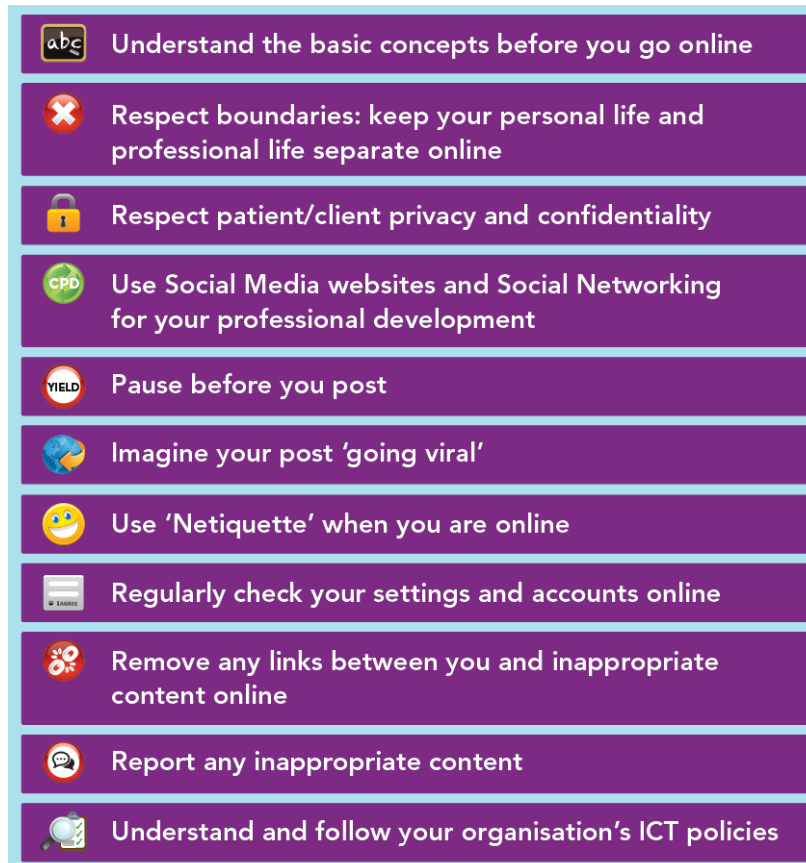 abc
Understand the basic concepts before you go online
Respect boundaries: keep your personal life and
professional life separate online
Respect patient/client privacy and confidentiality
CPD
Use Social Media websites and Social Networking
for your professional development
YIELD
Pause before you post
Imagine your post ‘going viral’
Use ‘Netiquette’ when you are online
I AGREE
Regularly check your settings and accounts online
Remove any links between you and inappropriate
content online
Report any inappropriate content
Understand and follow your organisation’s ICT policies